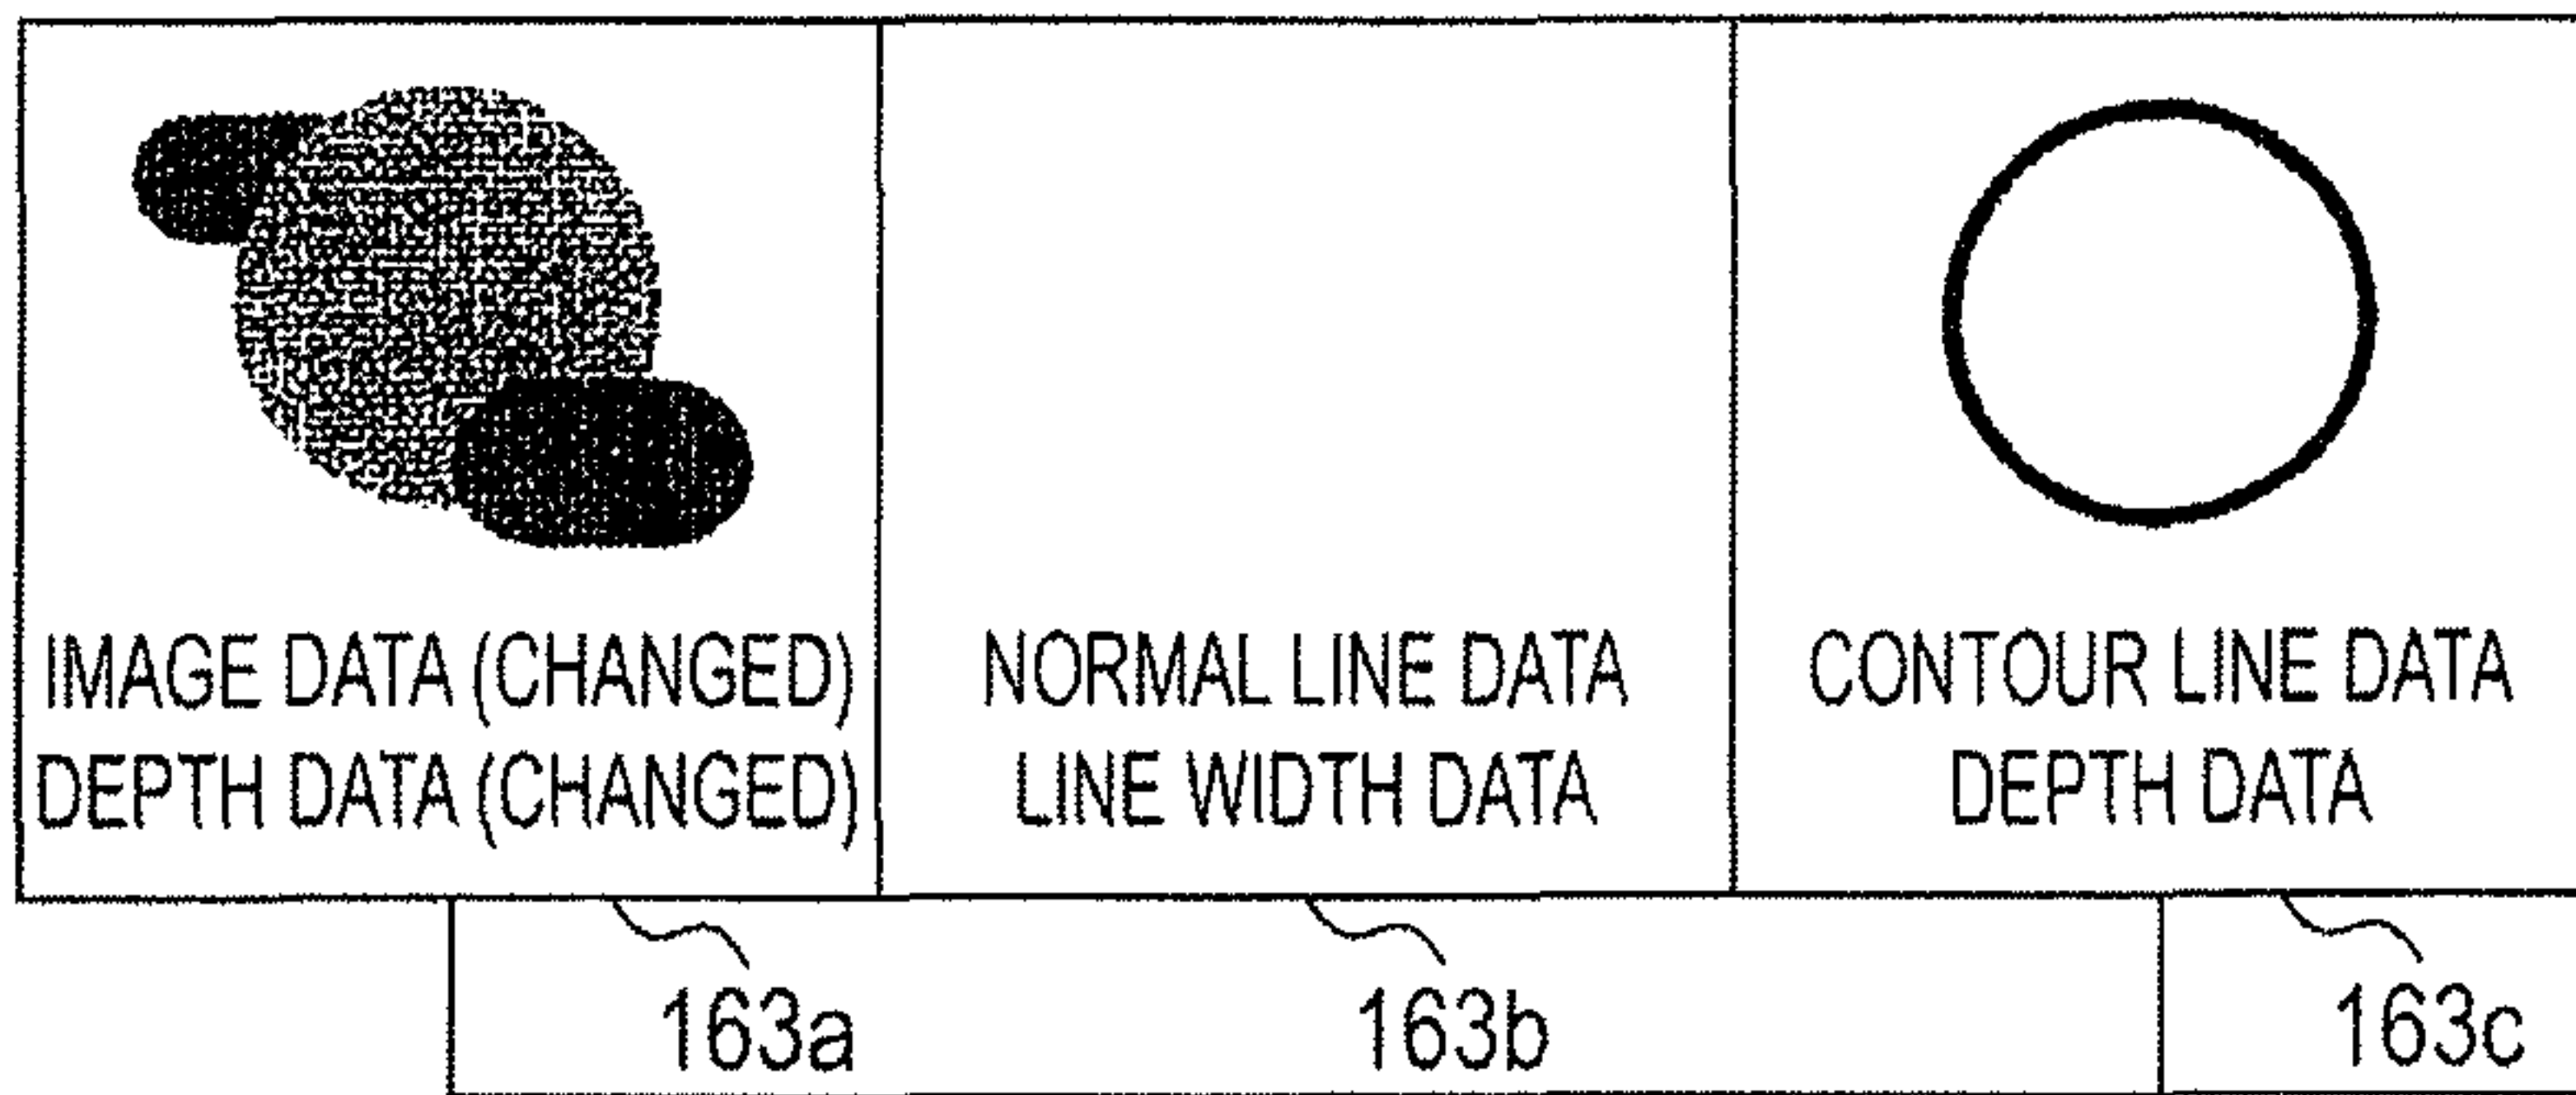 IMAGE DATA (CHANGED)
DEPTH DATA (CHANGED)
NORMAL LINE DATA
LINE WIDTH DATA
CONTOUR LINE DATA
DEPTH DATA
163a
163b
163c